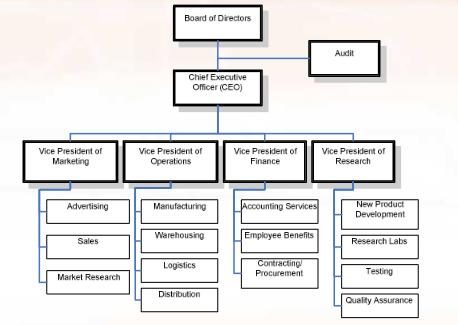 Board of Directors
Audit
Chief Executive
Officer (CEO)
Vice President of
Marketing
Vice President of
Operations
Vice President of
Finance
Vice President of
Research
Advertising
Sales
Market Research
Manufacturing
Warehousing
Logistics
Distribution
Accounting Services
Employee Benefits
Contracting/
Procurement
New Product
Development
Research Labs
Testing
Quality Assurance